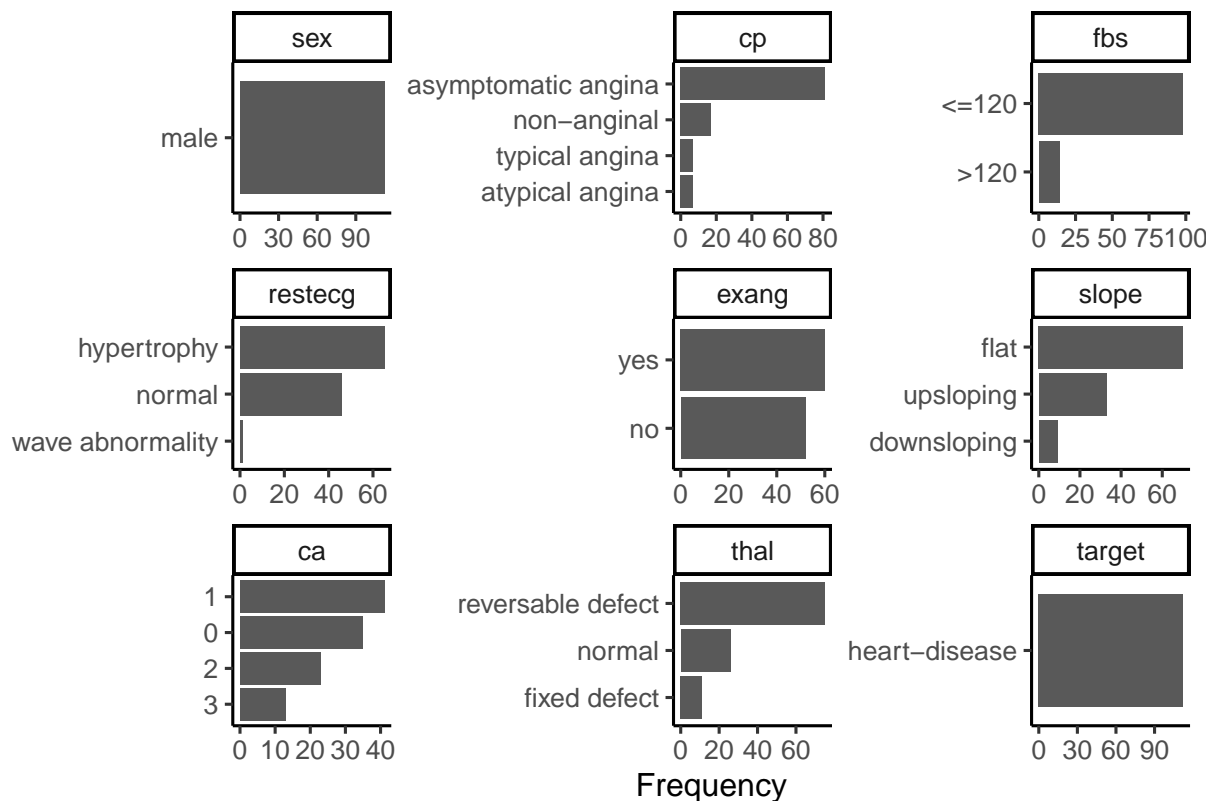 sex
male
0 30 60 90
cp
asymptomatic angina
non−anginal
typical angina
atypical angina
0 20 40 60 80
fbs
<=120
>120
0 25 50 75 100
restecg
hypertrophy
normal
wave abnormality
0 20 40 60
exang
yes
no
0 20 40 60
slope
flat
upsloping
downsloping
0 20 40 60
ca
1
0
2
3
0 10 20 30 40
thal
reversable defect
normal
fixed defect
0 20 40 60
target
heart−disease
0 30 60 90
Frequency